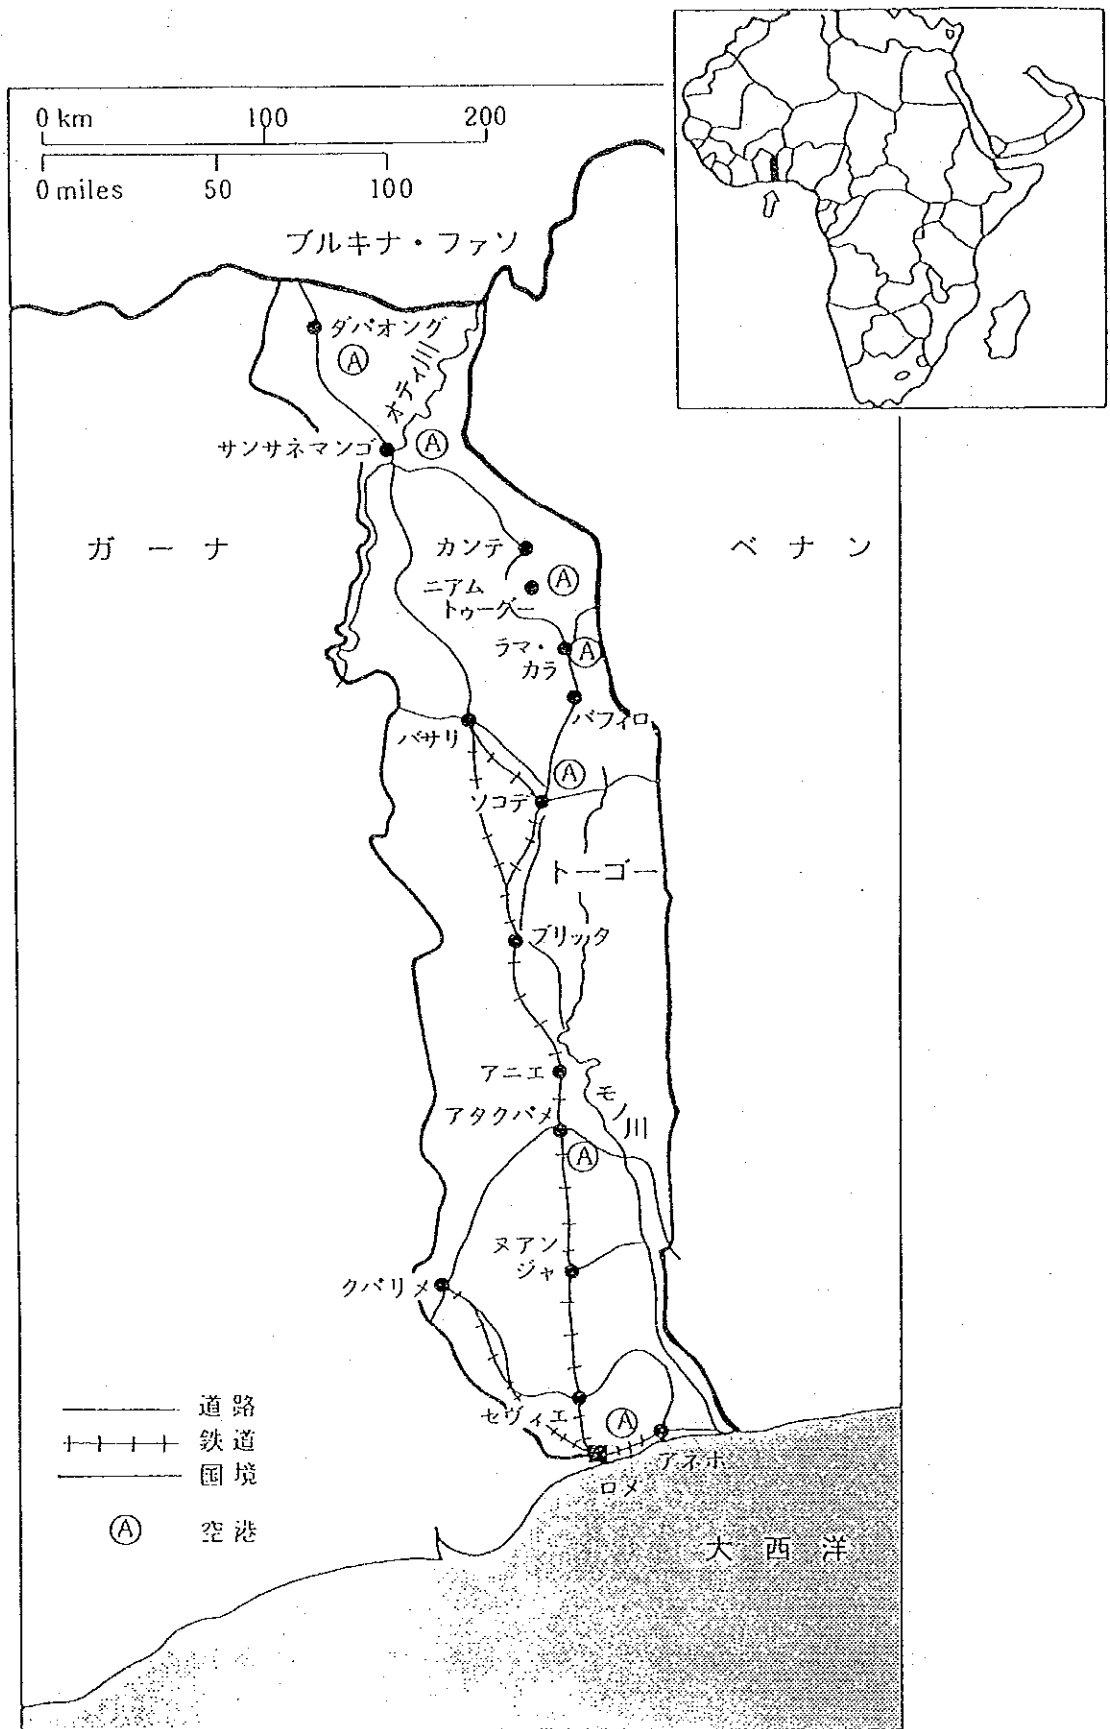 0 km 100 200
0 miles 50 100
ブルキナ・ファソ
ダパオング
Ⓐ
オティ川
サンサネマンゴ
Ⓐ
ガーナ
ベナン
カンテ
ニアム
トゥーグー
Ⓐ
ラマ・
カラ
Ⓐ
バフィロ
バサリ
Ⓐ
ソコデ
トーゴー
ブリッタ
アニエ
モノ川
アタクパメ
Ⓐ
ヌアン
ジャ
クパリメ
セヴィエ
Ⓐ
アネホ
ロメ
道路
鉄道
国境
Ⓐ 空港
大西洋